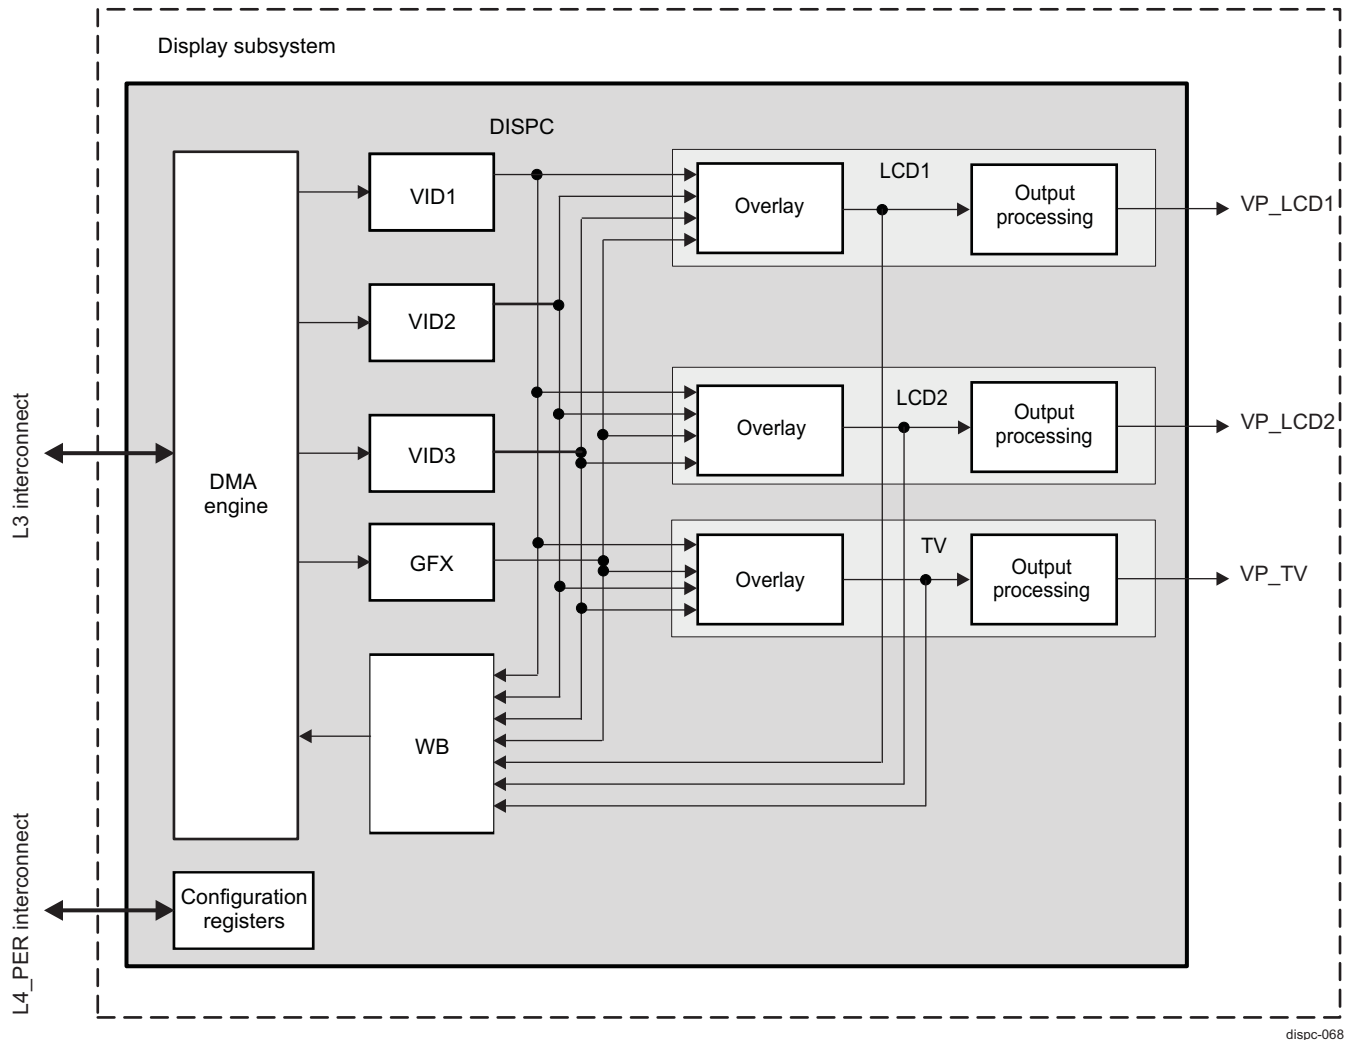 Display subsystem
DISPC
VID1
Overlay
LCD1
Output
processing
VP_LCD1
VID2
L3 interconnect
DMA
engine
VID3
Overlay
LCD2
Output
processing
VP_LCD2
GFX
Overlay
TV
Output
processing
VP_TV
WB
L4_PER interconnect
Configuration
registers
dispc-068